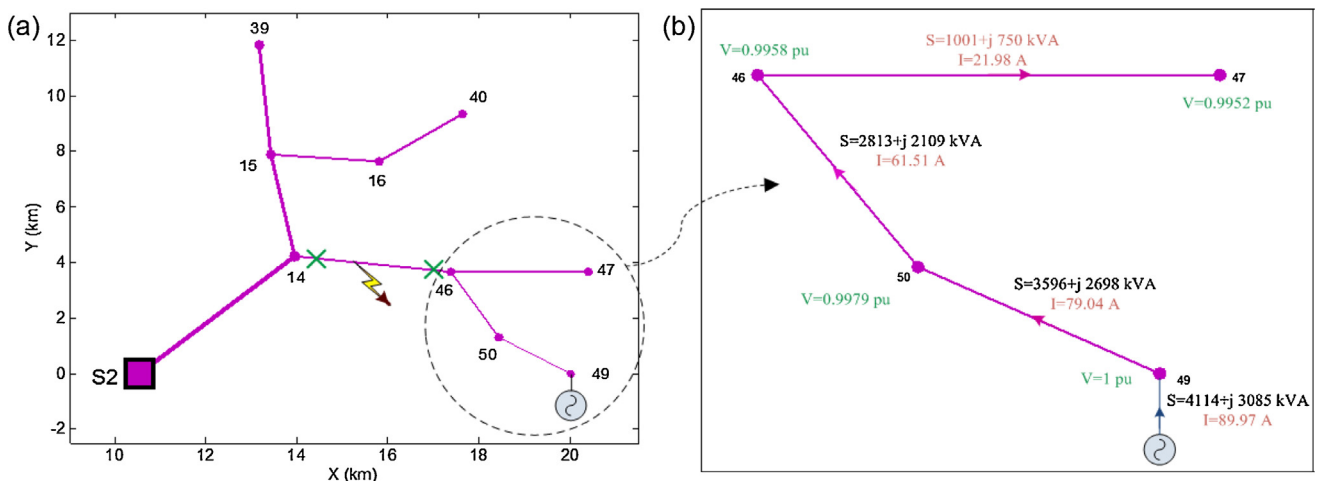 (a)
12
10
8
6
4
2
0
-2
Y (km)
10
12
14
16
18
20
X (km)
39
40
15
16
14
46
47
50
49
S2
(b)
S=1001+j 750 kVA
I=21.98 A
V=0.9958 pu
46
47
V=0.9952 pu
S=2813+j 2109 kVA
I=61.51 A
50
V=0.9979 pu
S=3596+j 2698 kVA
I=79.04 A
V=1 pu
49
S=4114+j 3085 kVA
I=89.97 A